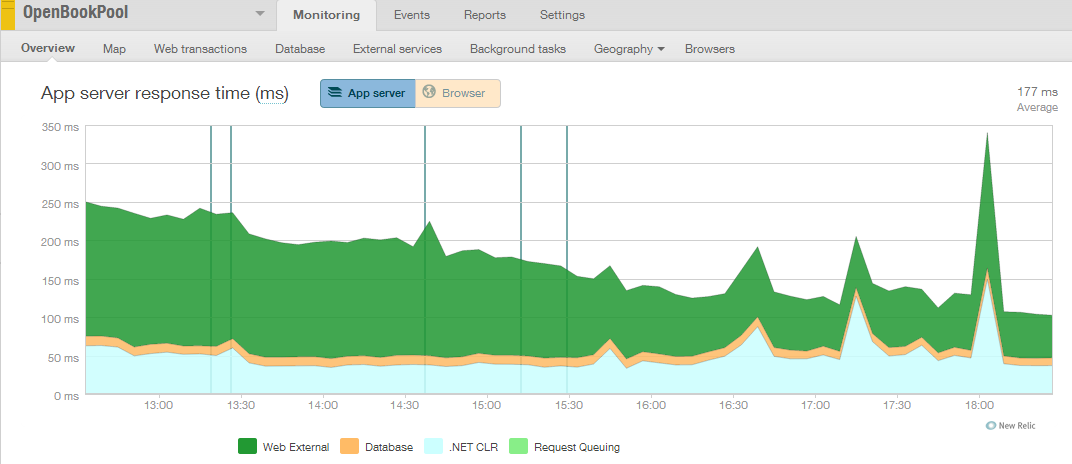 OpenBookPool Monitoring Events Reports Settings
Overview Map Web transactions Database External services Background tasks Geography Browsers
App server response time (ms) App server Browser 177 ms
Average
350 ms
300 ms
250 ms
200 ms
150 ms
100 ms
50 ms
0 ms
13:00 13:30 14:00 14:30 15:00 15:30 16:00 16:30 17:00 17:30 18:00
New Relic
Web External Database .NET CLR Request Queuing